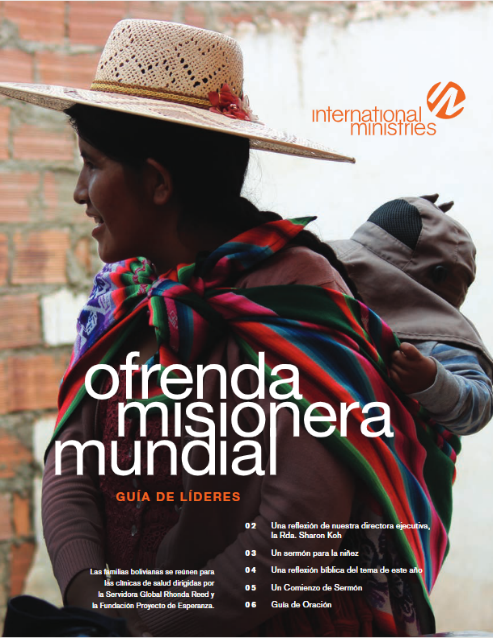 international
ministries
ofrenda
misionera
mundial
GUÍA DE LÍDERES
02 Una reflexión de nuestra directora ejecutiva,
la Rda. Sharon Koh
03 Un sermón para la niñez
04 Una reflexión bíblica del tema de este año
05 Un Comienzo de Sermón
06 Guía de Oración
Las familias bolivianas se reúnen para
las clínicas de salud dirigidas por
la Servidora Global Rhonda Reed y
la Fundación Proyecto de Esperanza.